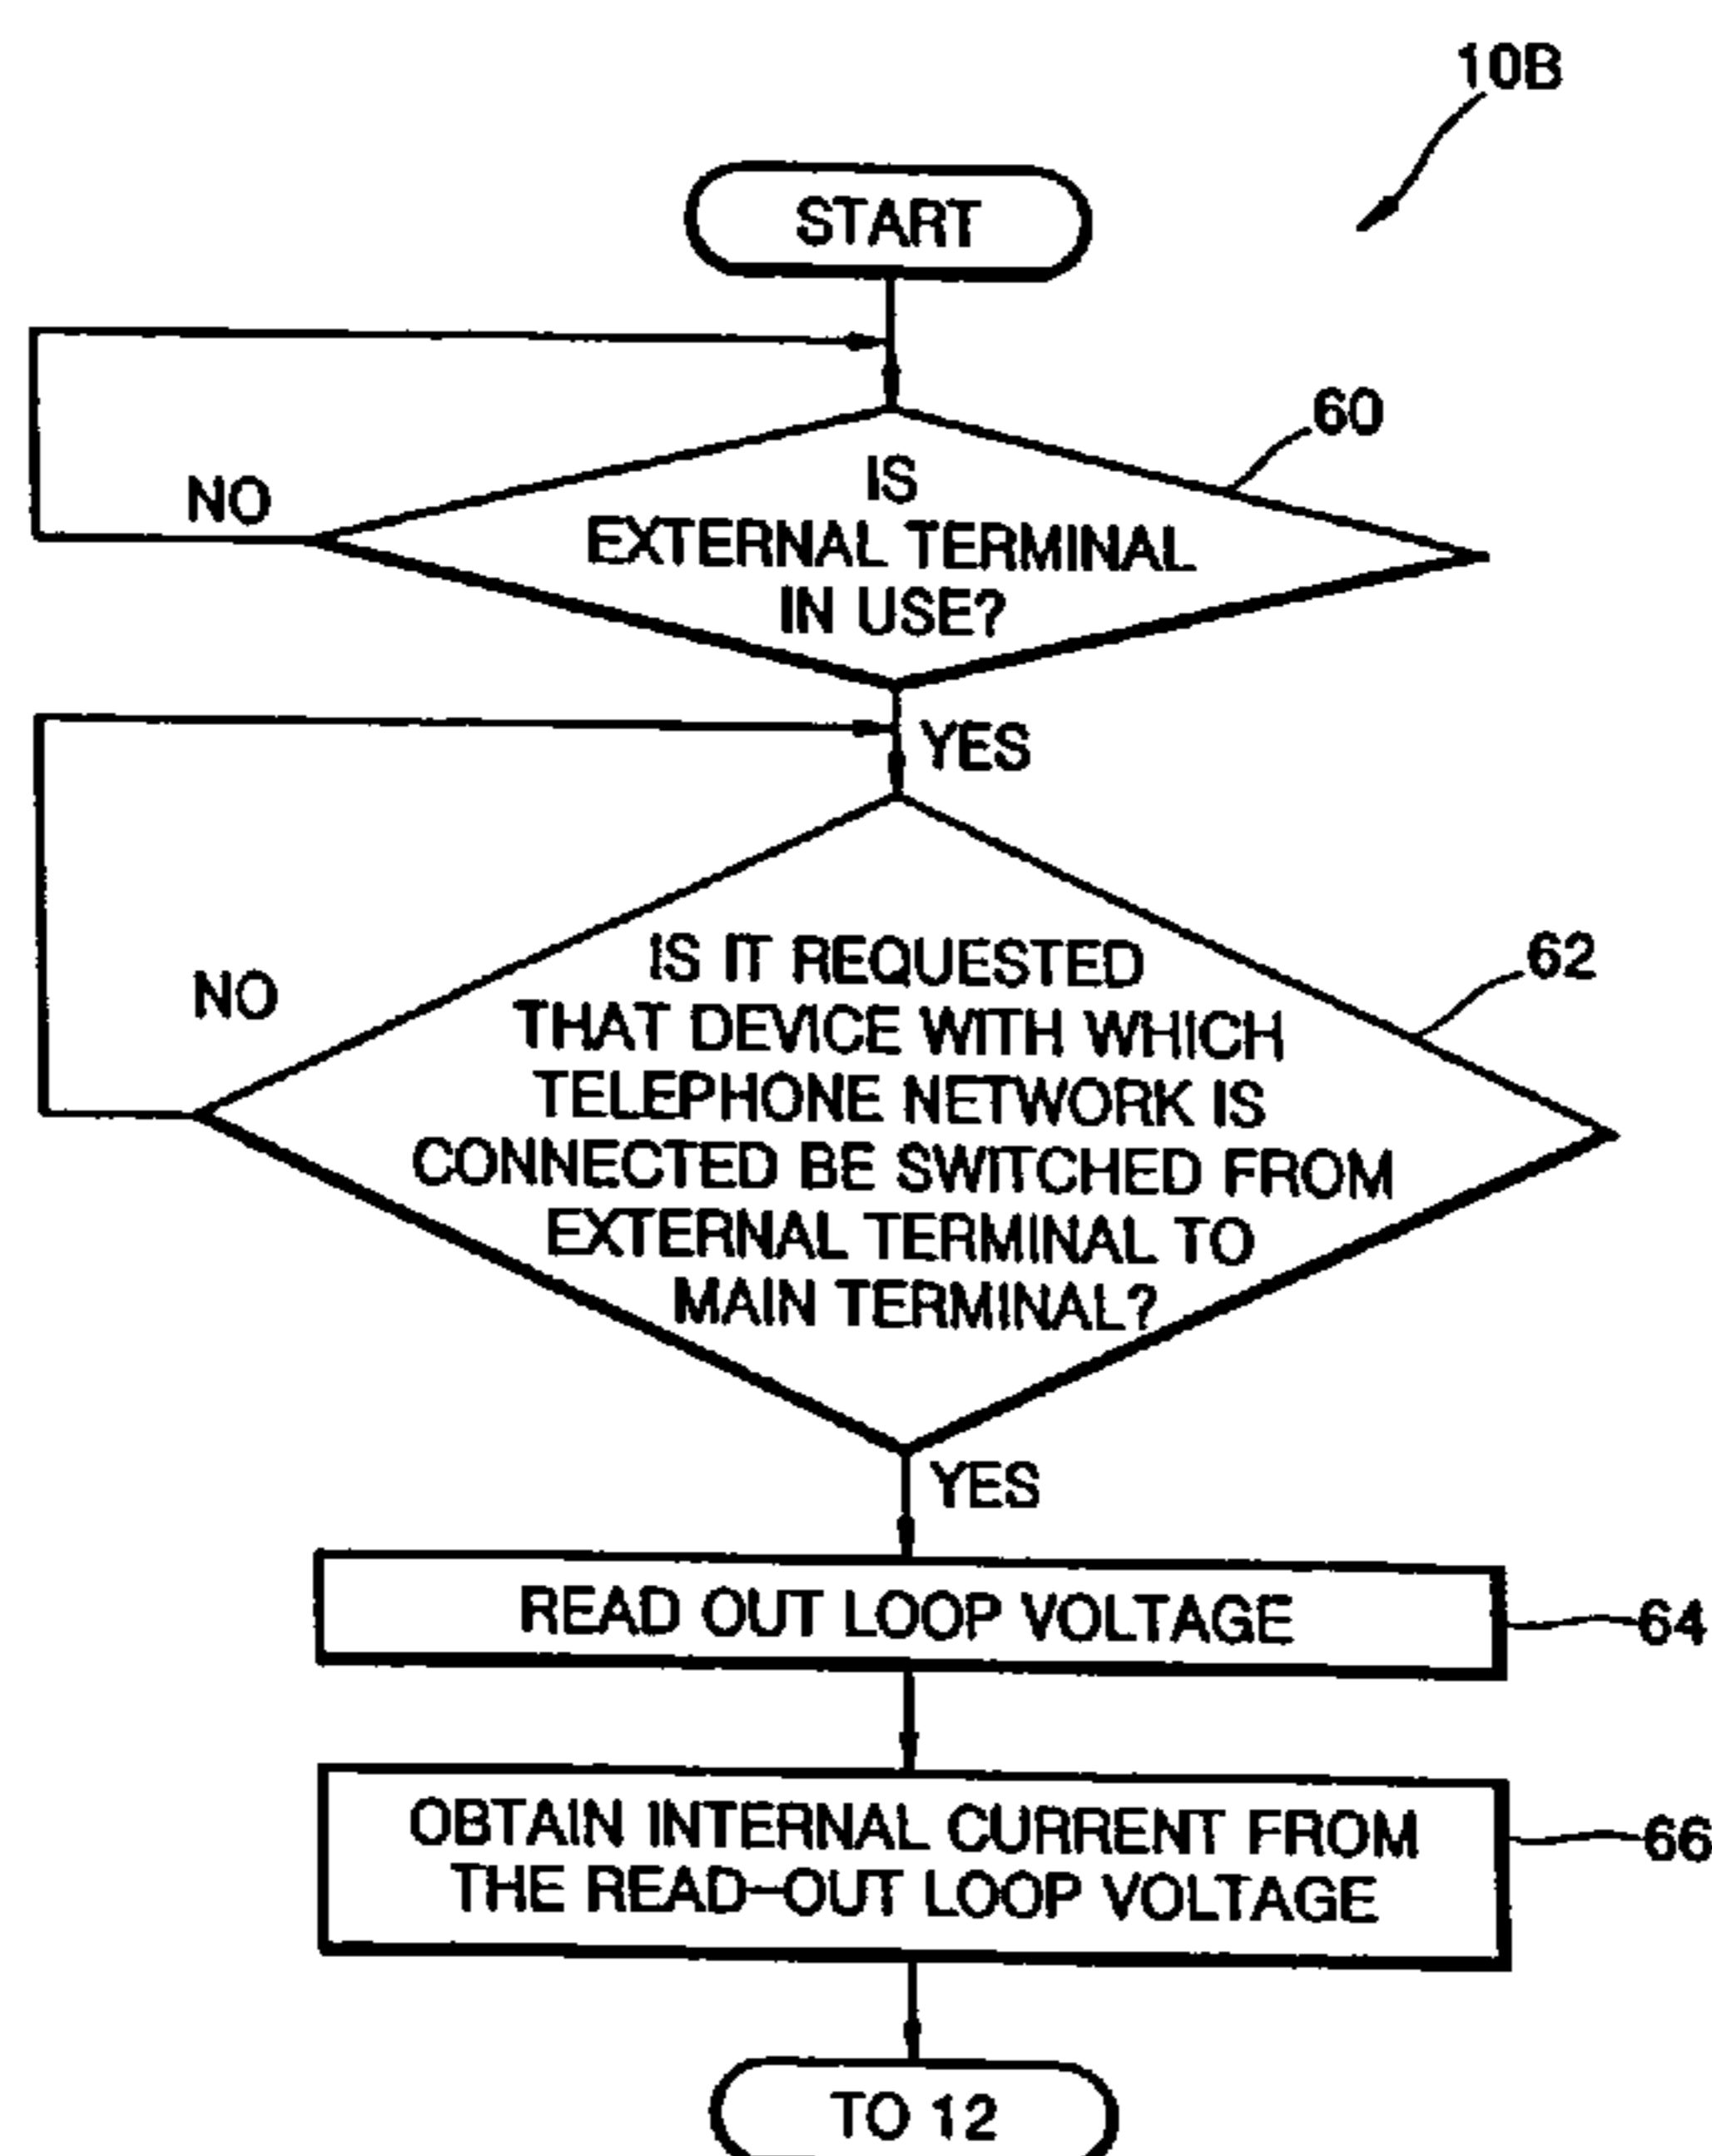 10B
START
60
NO
IS
EXTERNAL TERMINAL
IN USE?
YES
62
NO
IS IT REQUESTED
THAT DEVICE WITH WHICH
TELEPHONE NETWORK IS
CONNECTED BE SWITCHED FROM
EXTERNAL TERMINAL TO
MAIN TERMINAL?
YES
READ OUT LOOP VOLTAGE
64
OBTAIN INTERNAL CURRENT FROM
THE READ-OUT LOOP VOLTAGE
66
TO 12